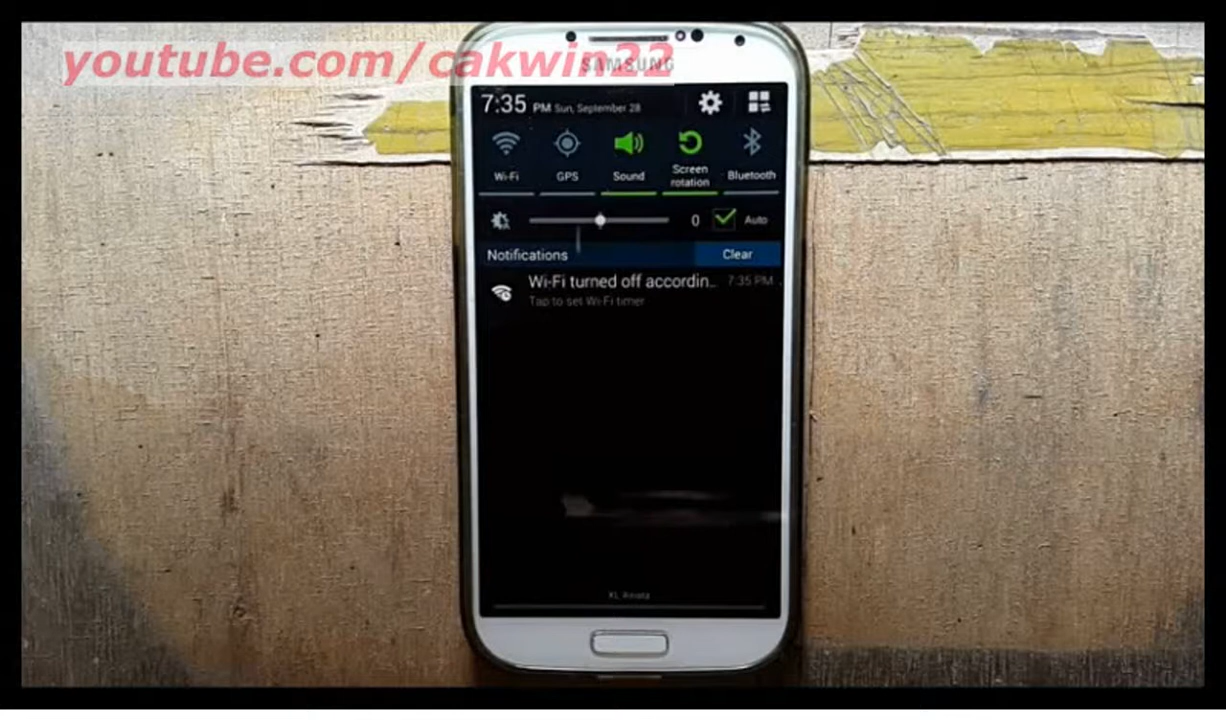 youtube.com/cakwin22
SAMSUNG
7:35 PM Sun, September 28
Wi-Fi GPS Sound Screen rotation Bluetooth
0 Auto
Notifications Clear
Wi-Fi turned off accordin... 7:35 PM
Tap to set Wi-Fi timer
XL